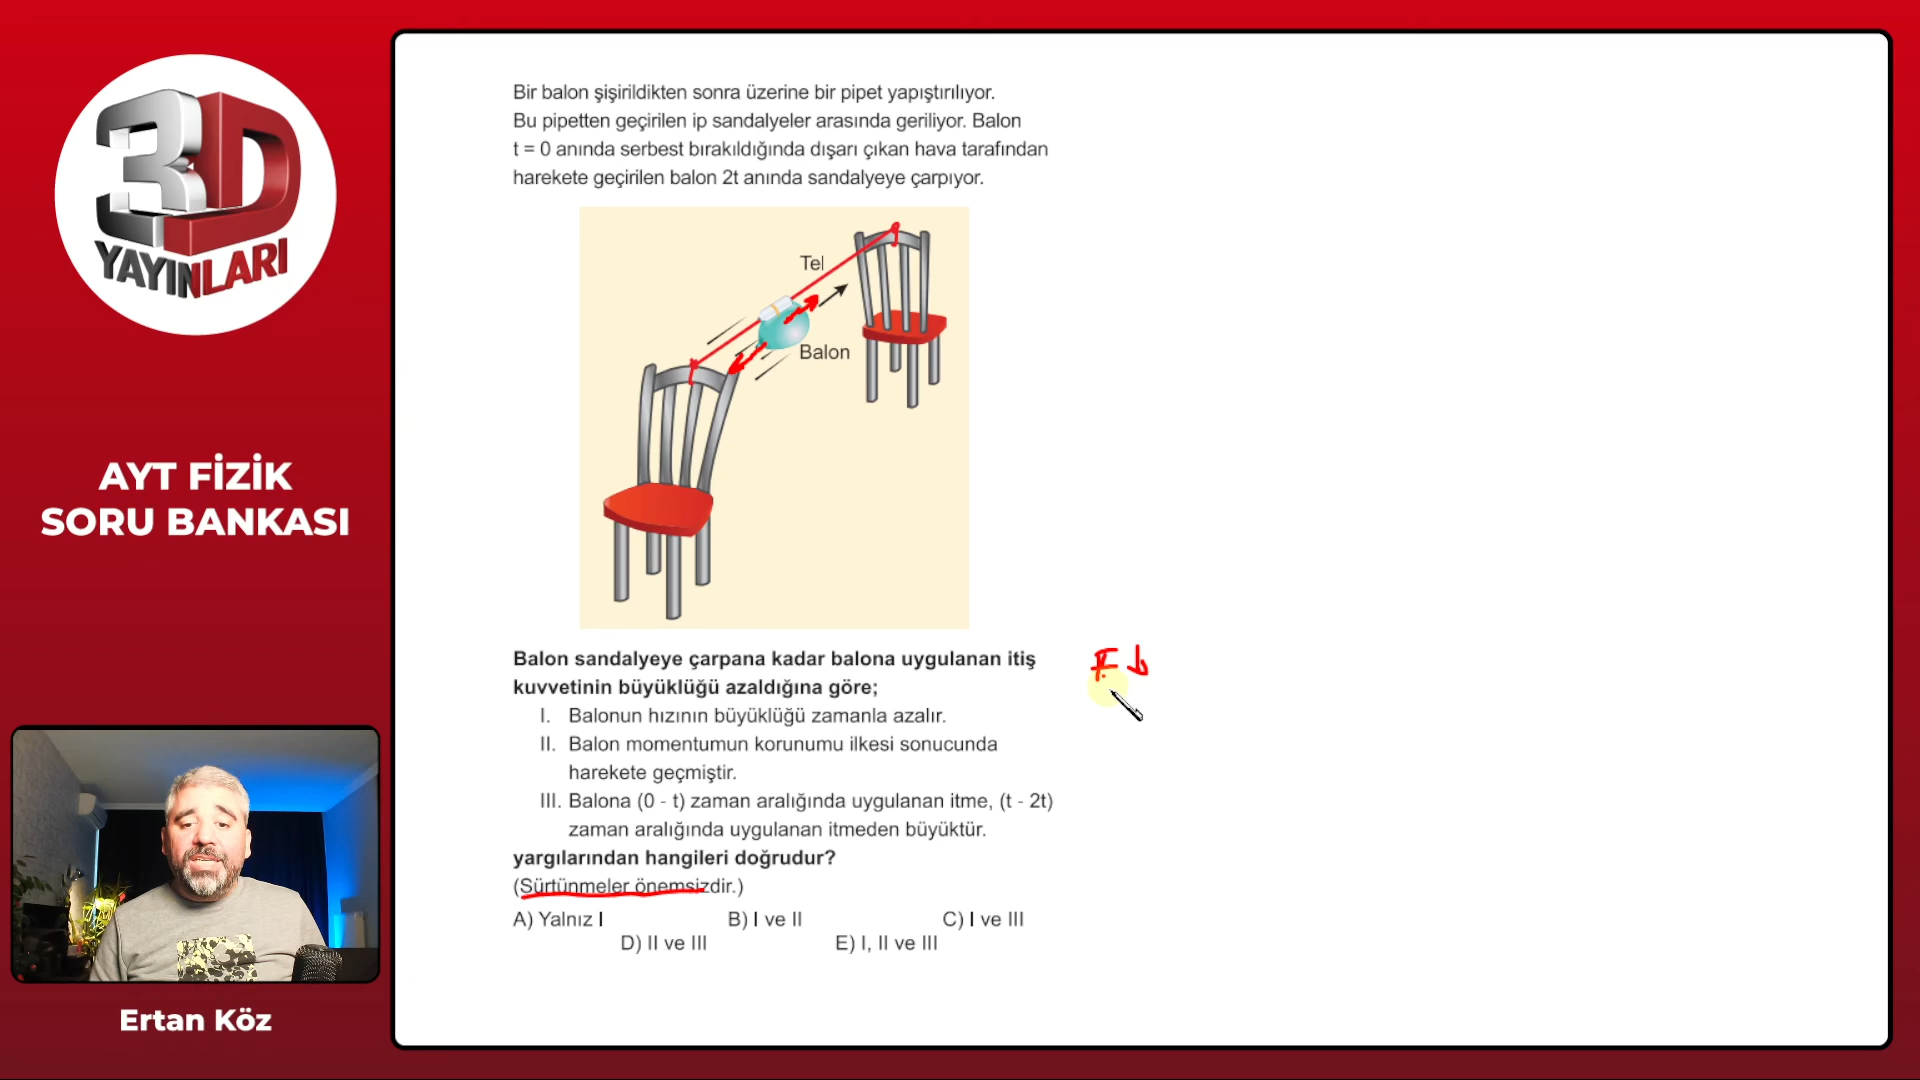 3D
YAYINLARI
AYT FİZİK
SORU BANKASI
Ertan Köz
Bir balon şişirildikten sonra üzerine bir pipet yapıştırılıyor.
Bu pipetten geçirilen ip sandalyeler arasında geriliyor. Balon
t = 0 anında serbest bırakıldığında dışarı çıkan hava tarafından
harekete geçirilen balon 2t anında sandalyeye çarpıyor.
Tel
Balon
Balon sandalyeye çarpana kadar balona uygulanan itiş
kuvvetinin büyüklüğü azaldığına göre;
F ↓
I. Balonun hızının büyüklüğü zamanla azalır.
II. Balon momentumun korunumu ilkesi sonucunda
harekete geçmiştir.
III. Balona (0 - t) zaman aralığında uygulanan itme, (t - 2t)
zaman aralığında uygulanan itmeden büyüktür.
yargılarından hangileri doğrudur?
(Sürtünmeler önemsizdir.)
A) Yalnız I B) I ve II C) I ve III
D) II ve III E) I, II ve III